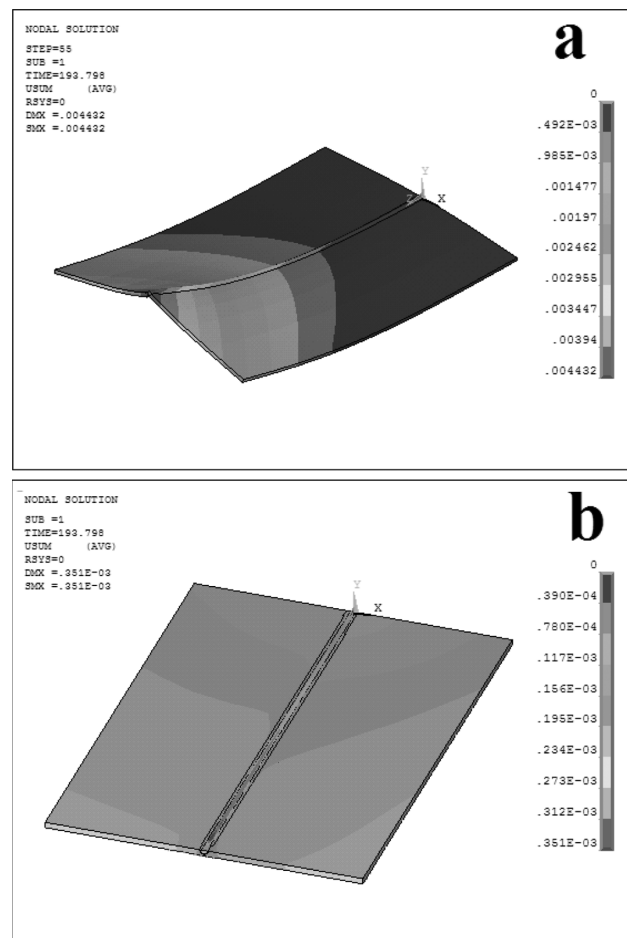 NODAL SOLUTION
STEP=55
SUB =1
TIME=193.798
USUM (AVG)
RSYS=0
DMX =.004432
SMX =.004432
a
0
.492E-03
.985E-03
.001477
.00197
.002462
.002955
.003447
.00394
.004432
Y
Z X
NODAL SOLUTION
SUB =1
TIME=193.798
USUM (AVG)
RSYS=0
DMX =.351E-03
SMX =.351E-03
b
0
.390E-04
.780E-04
.117E-03
.156E-03
.195E-03
.234E-03
.273E-03
.312E-03
.351E-03
Y
X